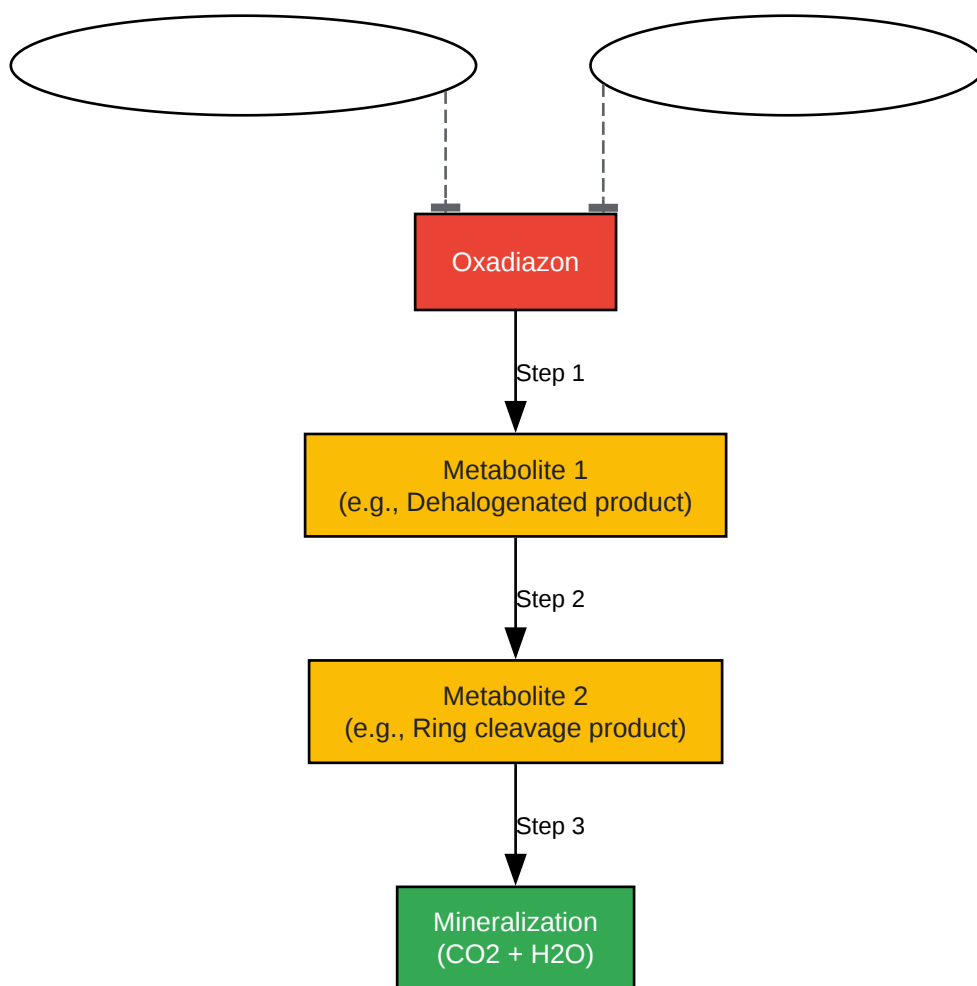 Oxadiazon
Step 1
Metabolite 1
(e.g., Dehalogenated product)
Step 2
Metabolite 2
(e.g., Ring cleavage product)
Step 3
Mineralization
(CO2 + H2O)